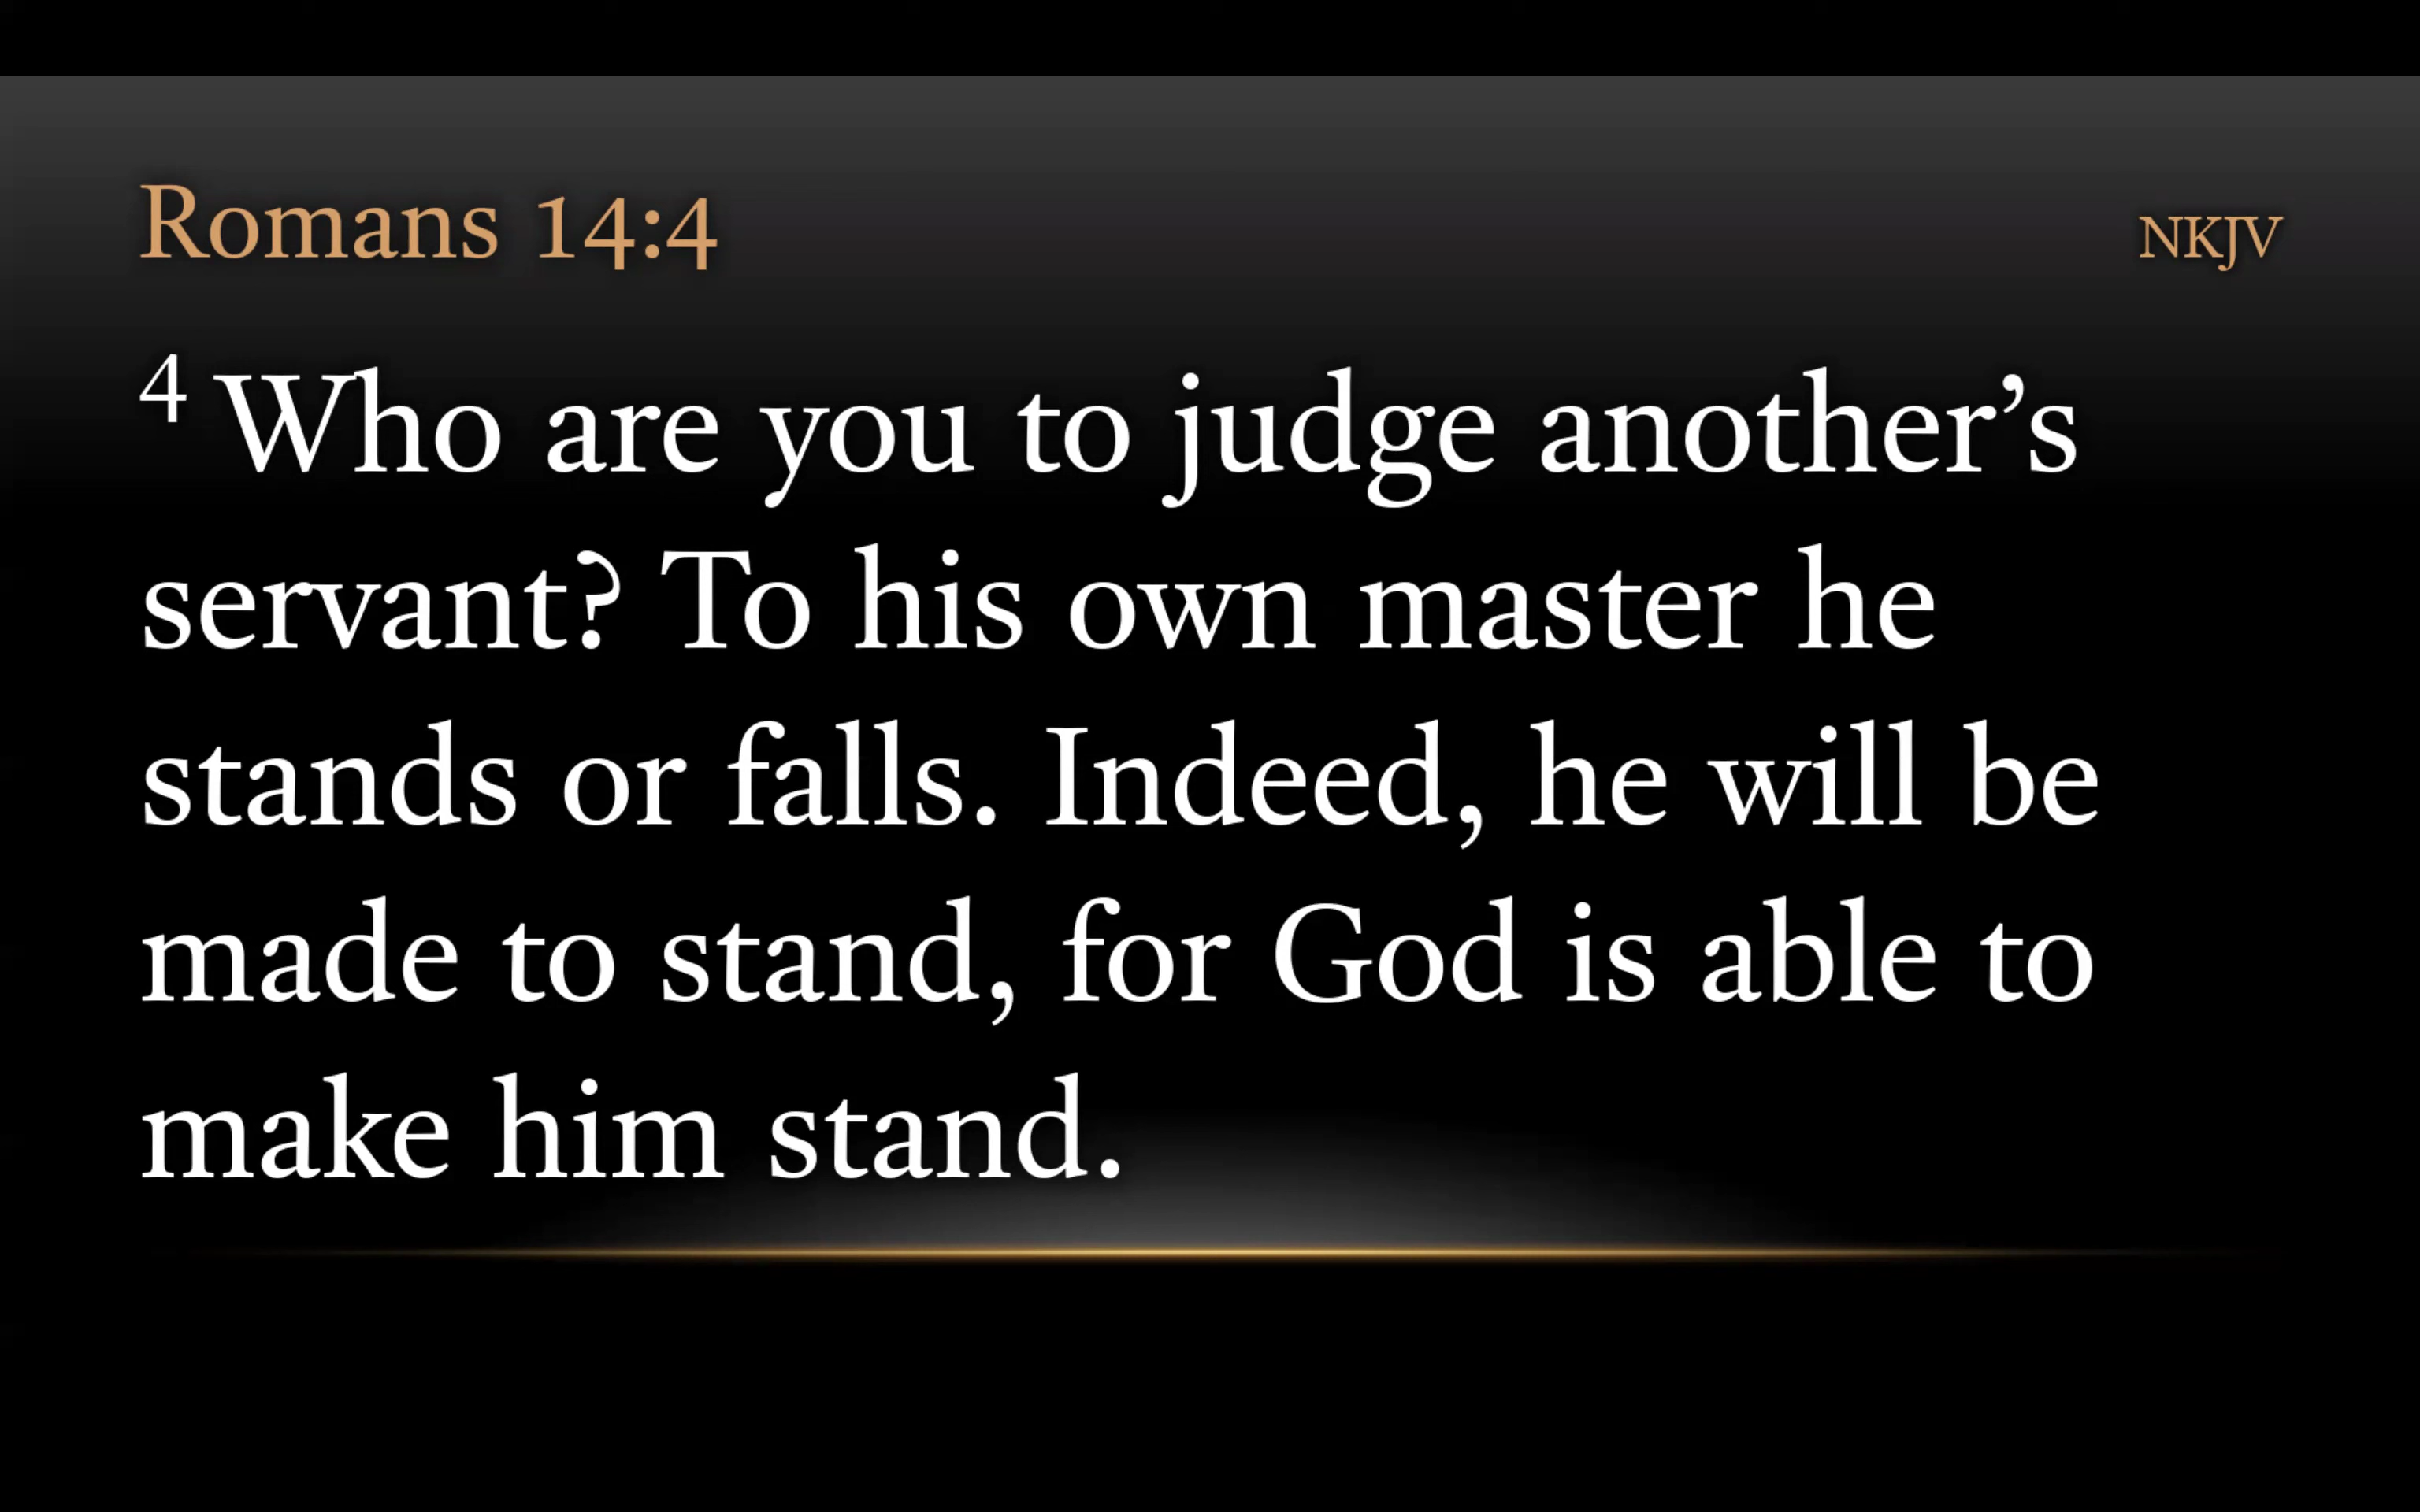 Romans 14:4 NKJV
4 Who are you to judge another’s
servant? To his own master he
stands or falls. Indeed, he will be
made to stand, for God is able to
make him stand.